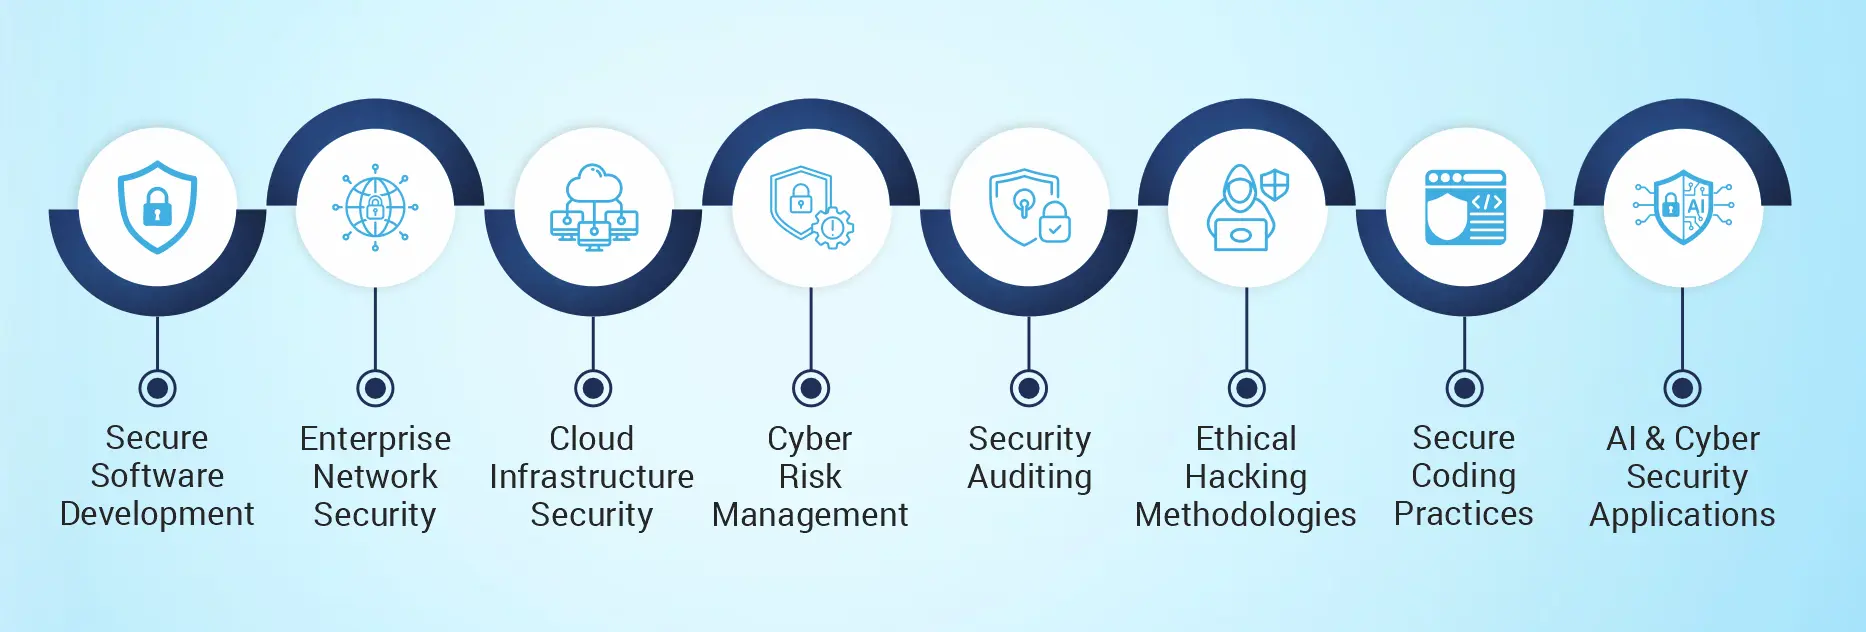 </>
AI
Secure
Software
Development
Enterprise
Network
Security
Cloud
Infrastructure
Security
Cyber
Risk
Management
Security
Auditing
Ethical
Hacking
Methodologies
Secure
Coding
Practices
AI & Cyber
Security
Applications